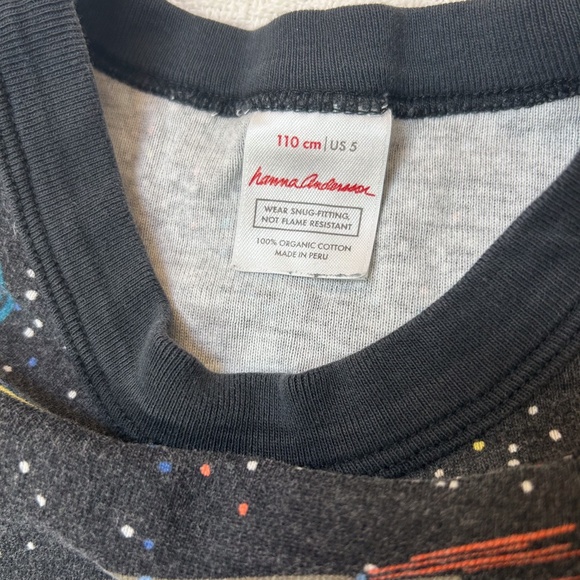 110 cm | US 5
hanna andersson
WEAR SNUG-FITTING,
NOT FLAME RESISTANT
100% ORGANIC COTTON
MADE IN PERU